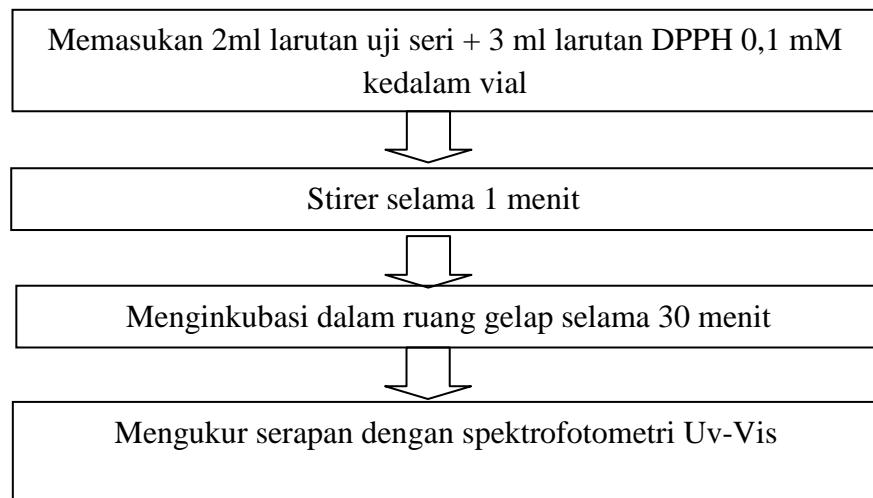 Memasukan 2ml larutan uji seri + 3 ml larutan DPPH 0,1 mM
kedalam vial
Stirer selama 1 menit
Menginkubasi dalam ruang gelap selama 30 menit
Mengukur serapan dengan spektrofotometri Uv-Vis